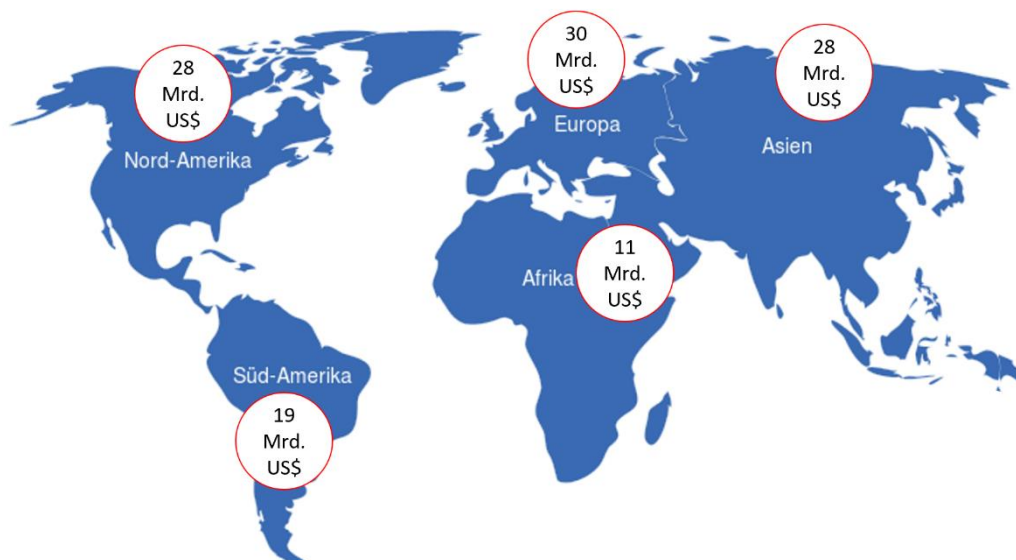 28
Mrd.
US$
Nord-Amerika
30
Mrd.
US$
Europa
28
Mrd.
US$
Asien
Afrika
11
Mrd.
US$
Süd-Amerika
19
Mrd.
US$